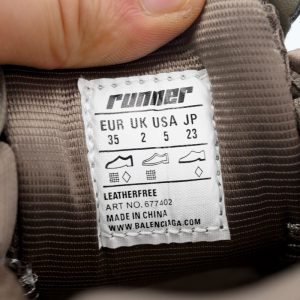 runner
EUR UK USA JP
35 2 5 23
LEATHERFREE
ART NO. 677402
MADE IN CHINA
WWW.BALENCIAGA.COM